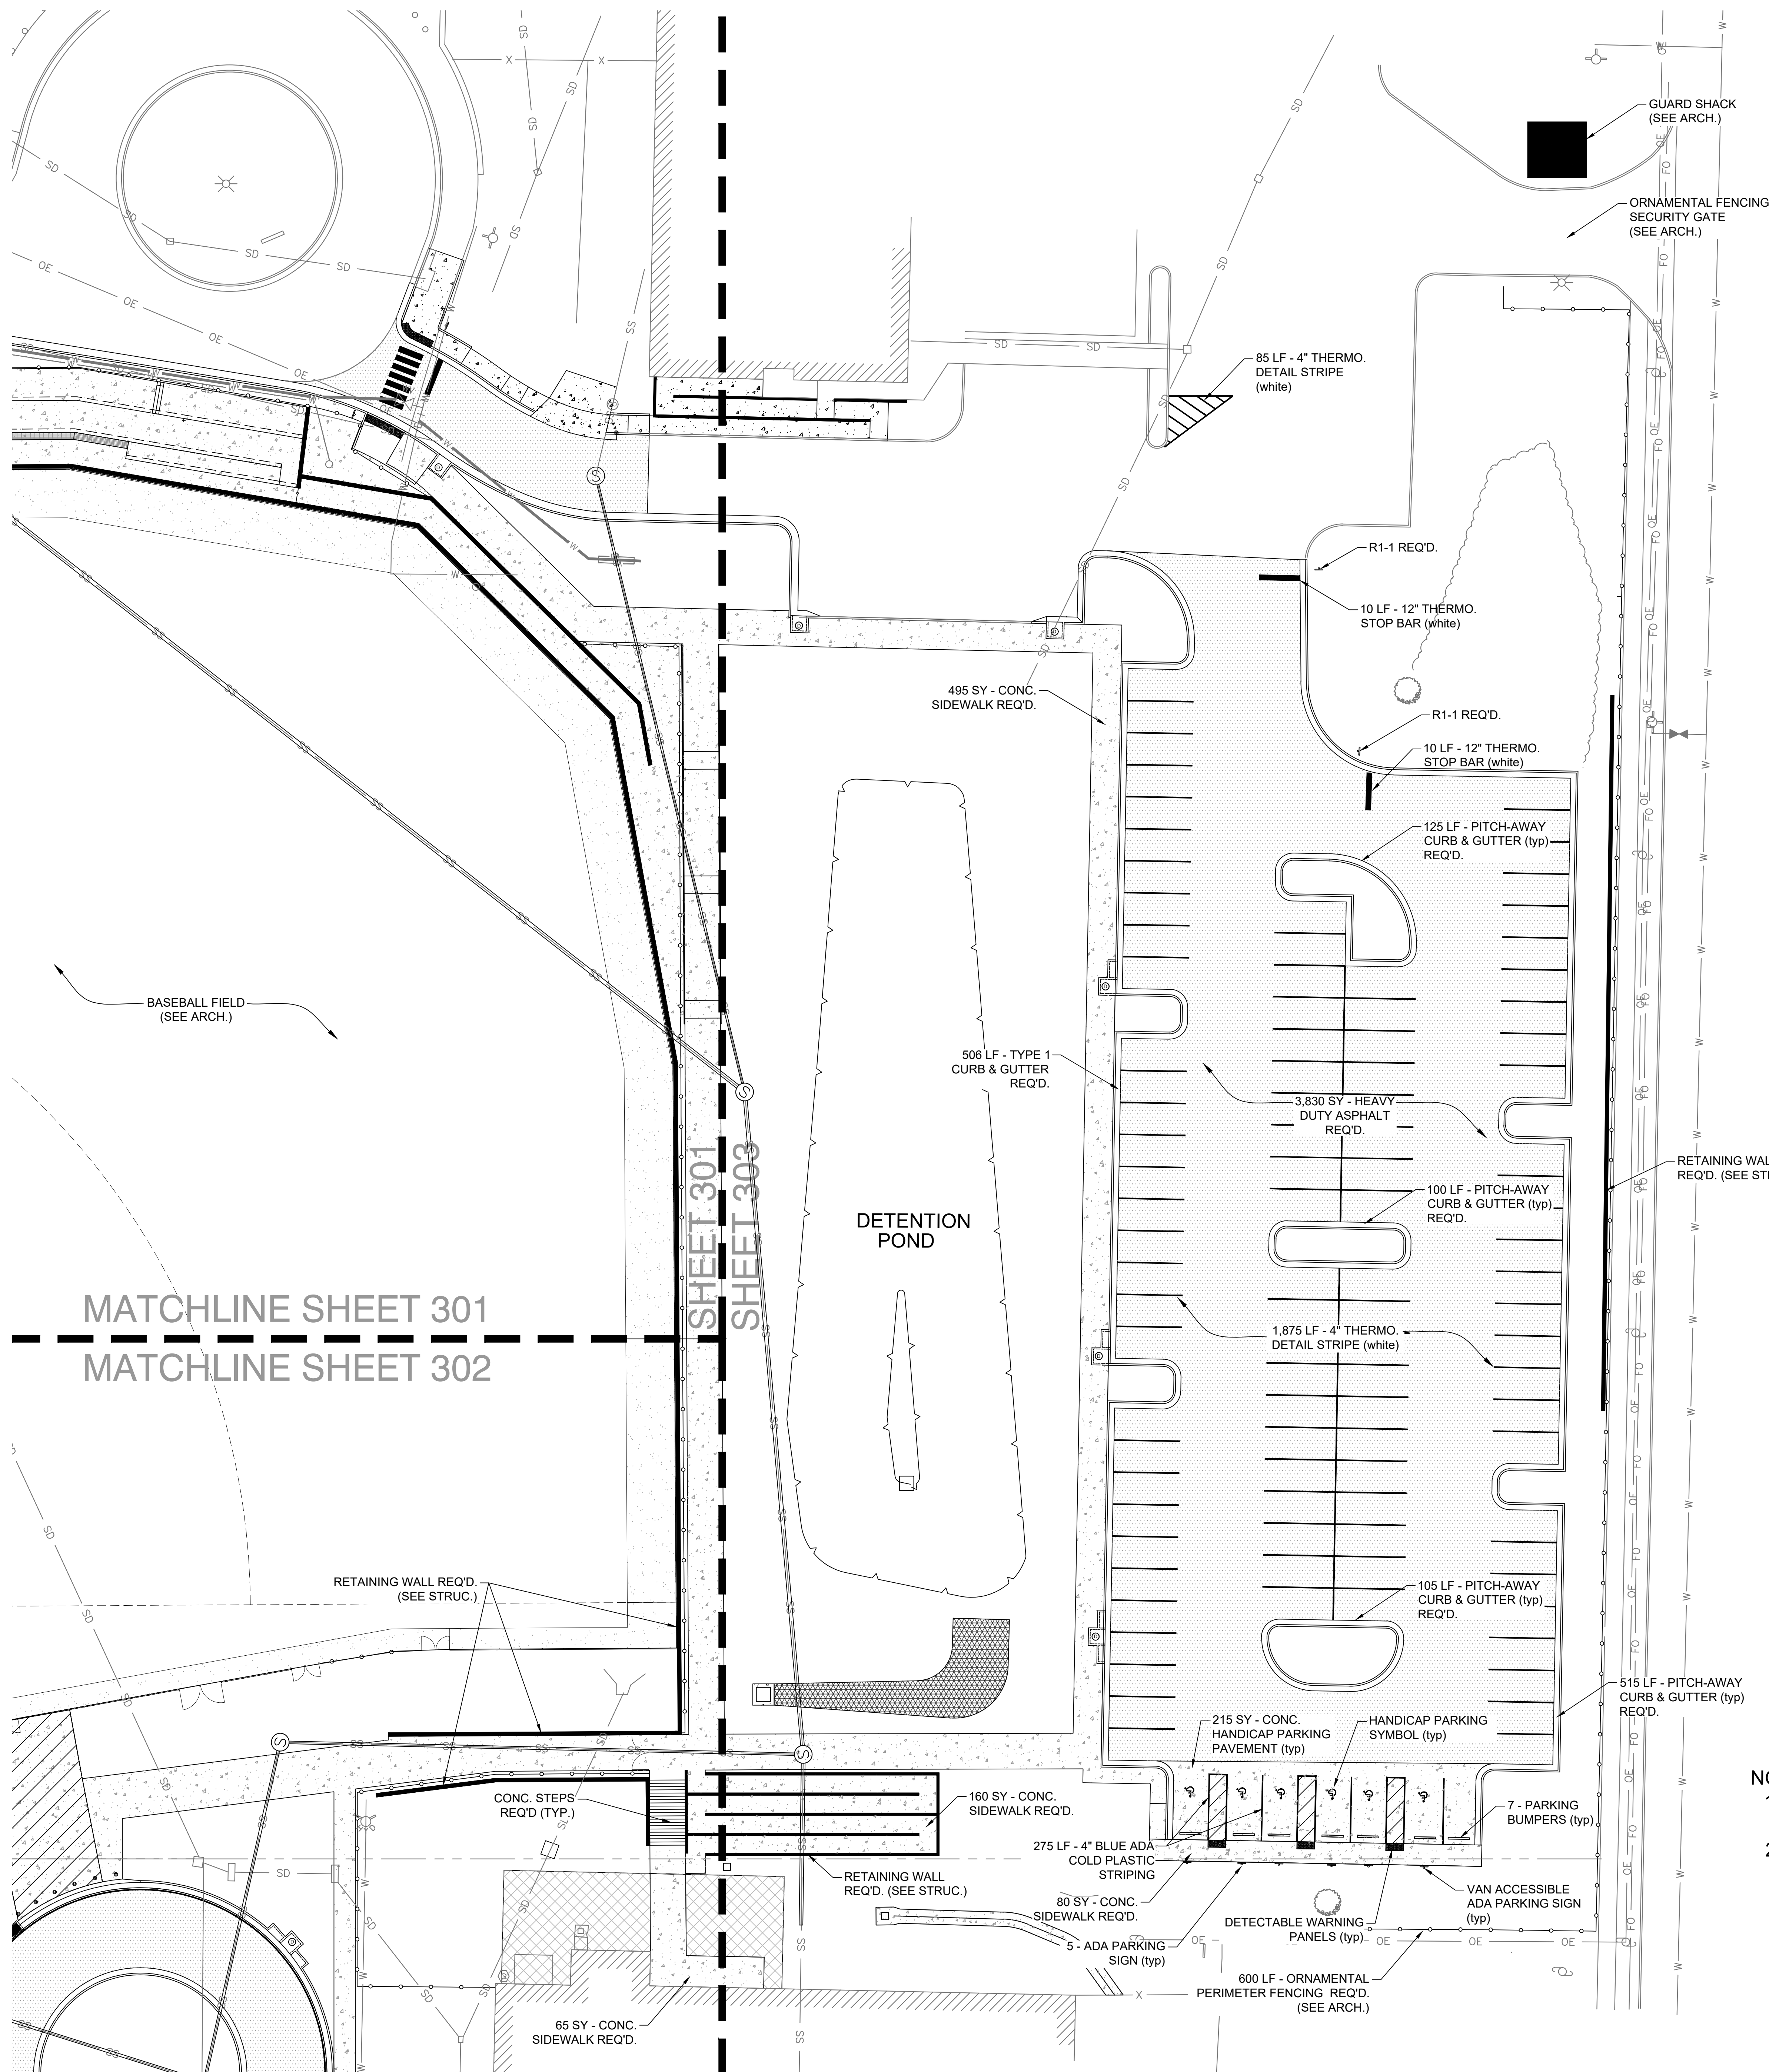 GUARD SHACK
(SEE ARCH.)
ORNAMENTAL FENCING
SECURITY GATE
(SEE ARCH.)
85 LF - 4" THERMO.
DETAIL STRIPE
(white)
R1-1 REQ'D.
10 LF - 12" THERMO.
STOP BAR (white)
495 SY - CONC.
SIDEWALK REQ'D.
R1-1 REQ'D.
10 LF - 12" THERMO.
STOP BAR (white)
125 LF - PITCH-AWAY
CURB & GUTTER (typ)
REQ'D.
BASEBALL FIELD
(SEE ARCH.)
506 LF - TYPE 1
CURB & GUTTER
REQ'D.
3,830 SY - HEAVY
DUTY ASPHALT
REQ'D.
SHEET 301
SHEET 303
RETAINING WAL
REQ'D. (SEE ST
100 LF - PITCH-AWAY
CURB & GUTTER (typ)
REQ'D.
DETENTION
POND
MATCHLINE SHEET 301
MATCHLINE SHEET 302
1,875 LF - 4" THERMO.
DETAIL STRIPE (white)
RETAINING WALL REQ'D.
(SEE STRUC.)
105 LF - PITCH-AWAY
CURB & GUTTER (typ)
REQ'D.
515 LF - PITCH-AWAY
CURB & GUTTER (typ)
REQ'D.
215 SY - CONC.
HANDICAP PARKING
PAVEMENT (typ)
HANDICAP PARKING
SYMBOL (typ)
CONC. STEPS
REQ'D (TYP.)
160 SY - CONC.
SIDEWALK REQ'D.
7 - PARKING
BUMPERS (typ)
275 LF - 4" BLUE ADA
COLD PLASTIC
STRIPING
RETAINING WALL
REQ'D. (SEE STRUC.)
80 SY - CONC.
SIDEWALK REQ'D.
VAN ACCESSIBLE
ADA PARKING SIGN
(typ)
DETECTABLE WARNING
PANELS (typ)
5 - ADA PARKING
SIGN (typ)
600 LF - ORNAMENTAL
PERIMETER FENCING REQ'D.
(SEE ARCH.)
65 SY - CONC.
SIDEWALK REQ'D.